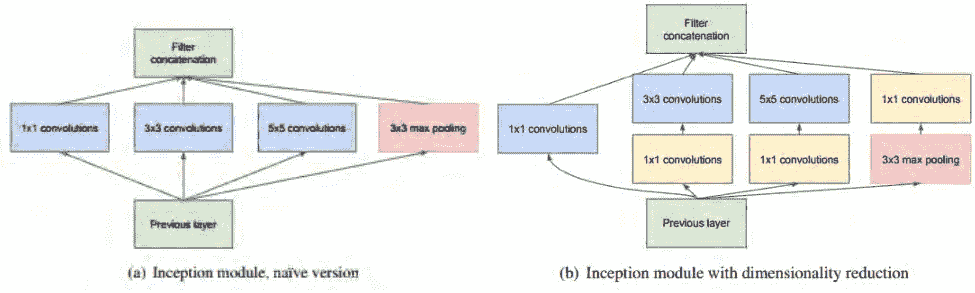 Filter
concatenation
1x1 convolutions
3x3 convolutions
5x5 convolutions
3x3 max pooling
Previous layer
(a) Inception module, naïve version
Filter
concatenation
3x3 convolutions
5x5 convolutions
1x1 convolutions
1x1 convolutions
1x1 convolutions
1x1 convolutions
3x3 max pooling
Previous layer
(b) Inception module with dimensionality reduction